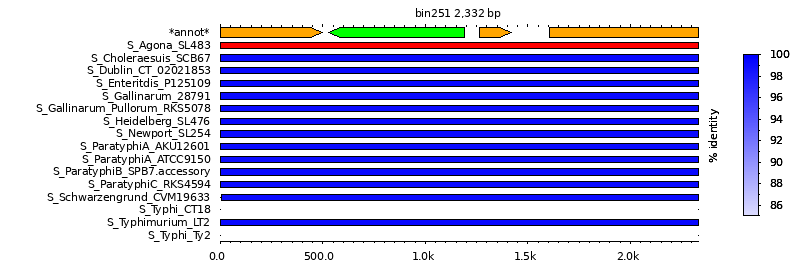 bin251 2,332 bp
*annot*
S_Agona_SL483
S_Choleraesuis_SCB67
S_Dublin_CT_02021853
S_Enteritdis_P125109
S_Gallinarum_28791
S_Gallinarum_Pullorum_RKS5078
S_Heidelberg_SL476
S_Newport_SL254
S_ParatyphiA_AKU12601
S_ParatyphiA_ATCC9150
S_ParatyphiB_SPB7.accessory
S_ParatyphiC_RKS4594
S_Schwarzengrund_CVM19633
S_Typhi_CT18
S_Typhimurium_LT2
S_Typhi_Ty2
0.0 500.0 1.0k 1.5k 2.0k
% identity
100
98
96
94
92
90
88
86